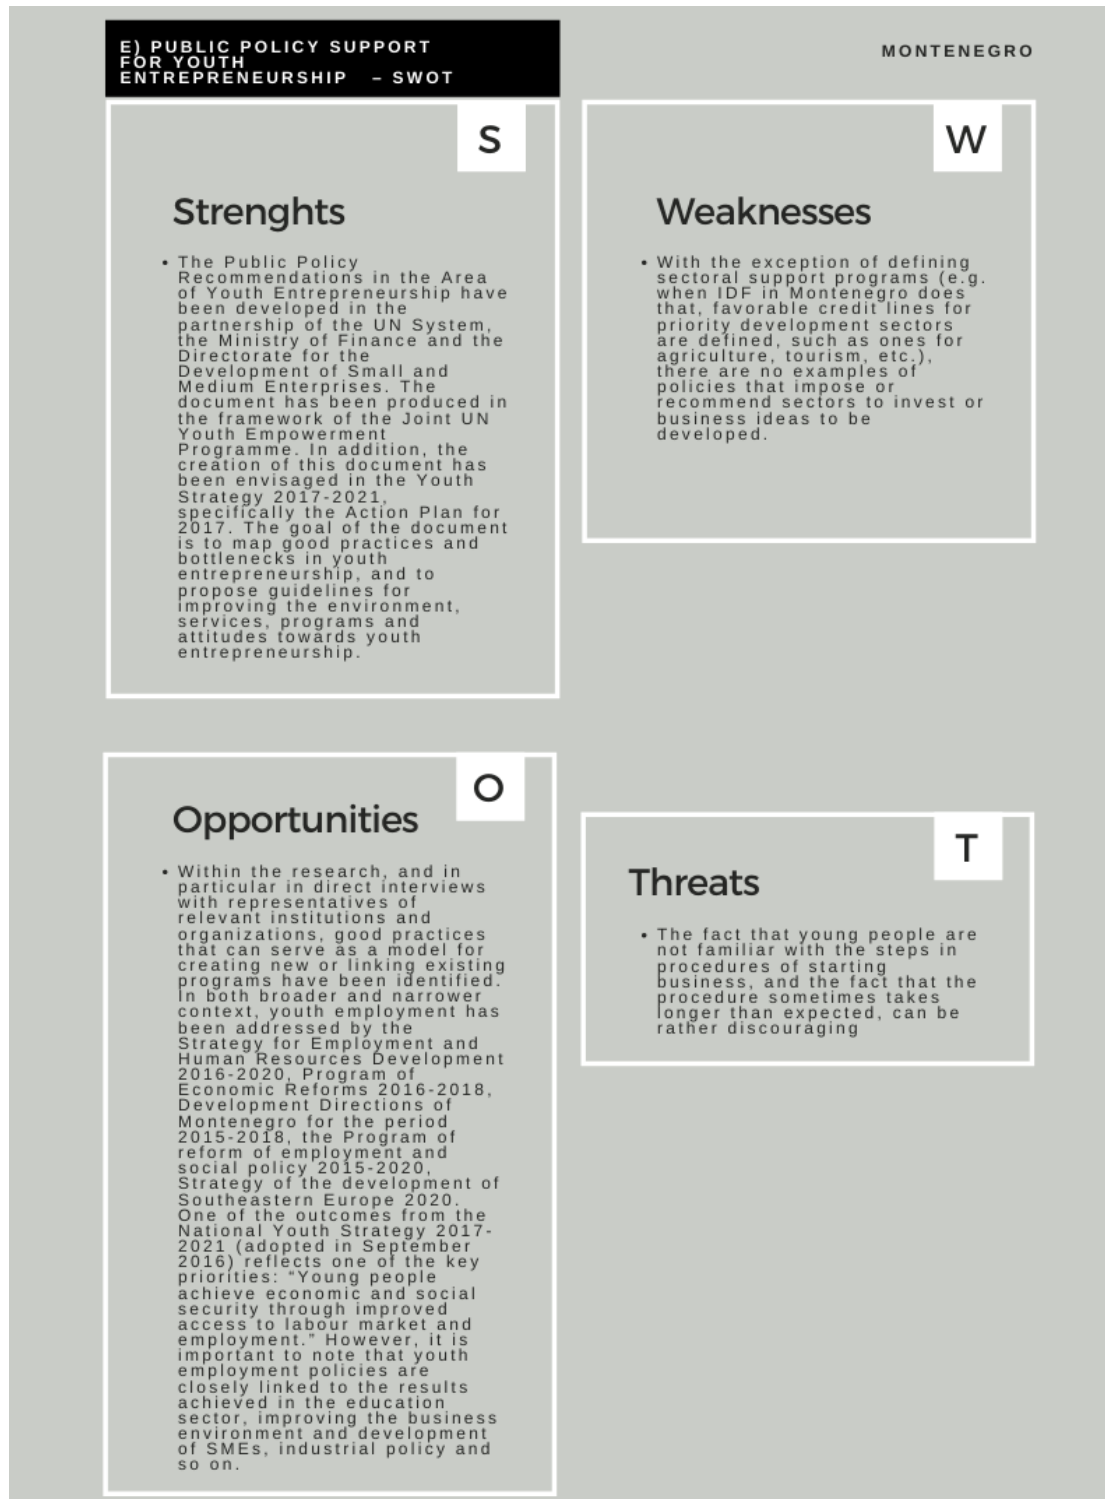 E) PUBLIC POLICY SUPPORT
FOR YOUTH
ENTREPRENEURSHIP – SWOT
MONTENEGRO
S
Strenghts
• The Public Policy
Recommendations in the Area
of Youth Entrepreneurship have
been developed in the
partnership of the UN System,
the Ministry of Finance and the
Directorate for the
Development of Small and
Medium Enterprises. The
document has been produced in
the framework of the Joint UN
Youth Empowerment
Programme. In addition, the
creation of this document has
been envisaged in the Youth
Strategy 2017-2021,
specifically the Action Plan for
2017. The goal of the document
is to map good practices and
bottlenecks in youth
entrepreneurship, and to
propose guidelines for
improving the environment,
services, programs and
attitudes towards youth
entrepreneurship.
W
Weaknesses
• With the exception of defining
sectoral support programs (e.g.
when IDF in Montenegro does
that, favorable credit lines for
priority development sectors
are defined, such as ones for
agriculture, tourism, etc.),
there are no examples of
policies that impose or
recommend sectors to invest or
business ideas to be
developed.
O
Opportunities
• Within the research, and in
particular in direct interviews
with representatives of
relevant institutions and
organizations, good practices
that can serve as a model for
creating new or linking existing
programs have been identified.
In both broader and narrower
context, youth employment has
been addressed by the
Strategy for Employment and
Human Resources Development
2016-2020, Program of
Economic Reforms 2016-2018,
Development Directions of
Montenegro for the period
2015-2018, the Program of
reform of employment and
social policy 2015-2020,
Strategy of the development of
Southeastern Europe 2020.
One of the outcomes from the
National Youth Strategy 2017-
2021 (adopted in September
2016) reflects one of the key
priorities: "Young people
achieve economic and social
security through improved
access to labour market and
employment." However, it is
important to note that youth
employment policies are
closely linked to the results
achieved in the education
sector, improving the business
environment and development
of SMEs, industrial policy and
so on.
T
Threats
• The fact that young people are
not familiar with the steps in
procedures of starting
business, and the fact that the
procedure sometimes takes
longer than expected, can be
rather discouraging